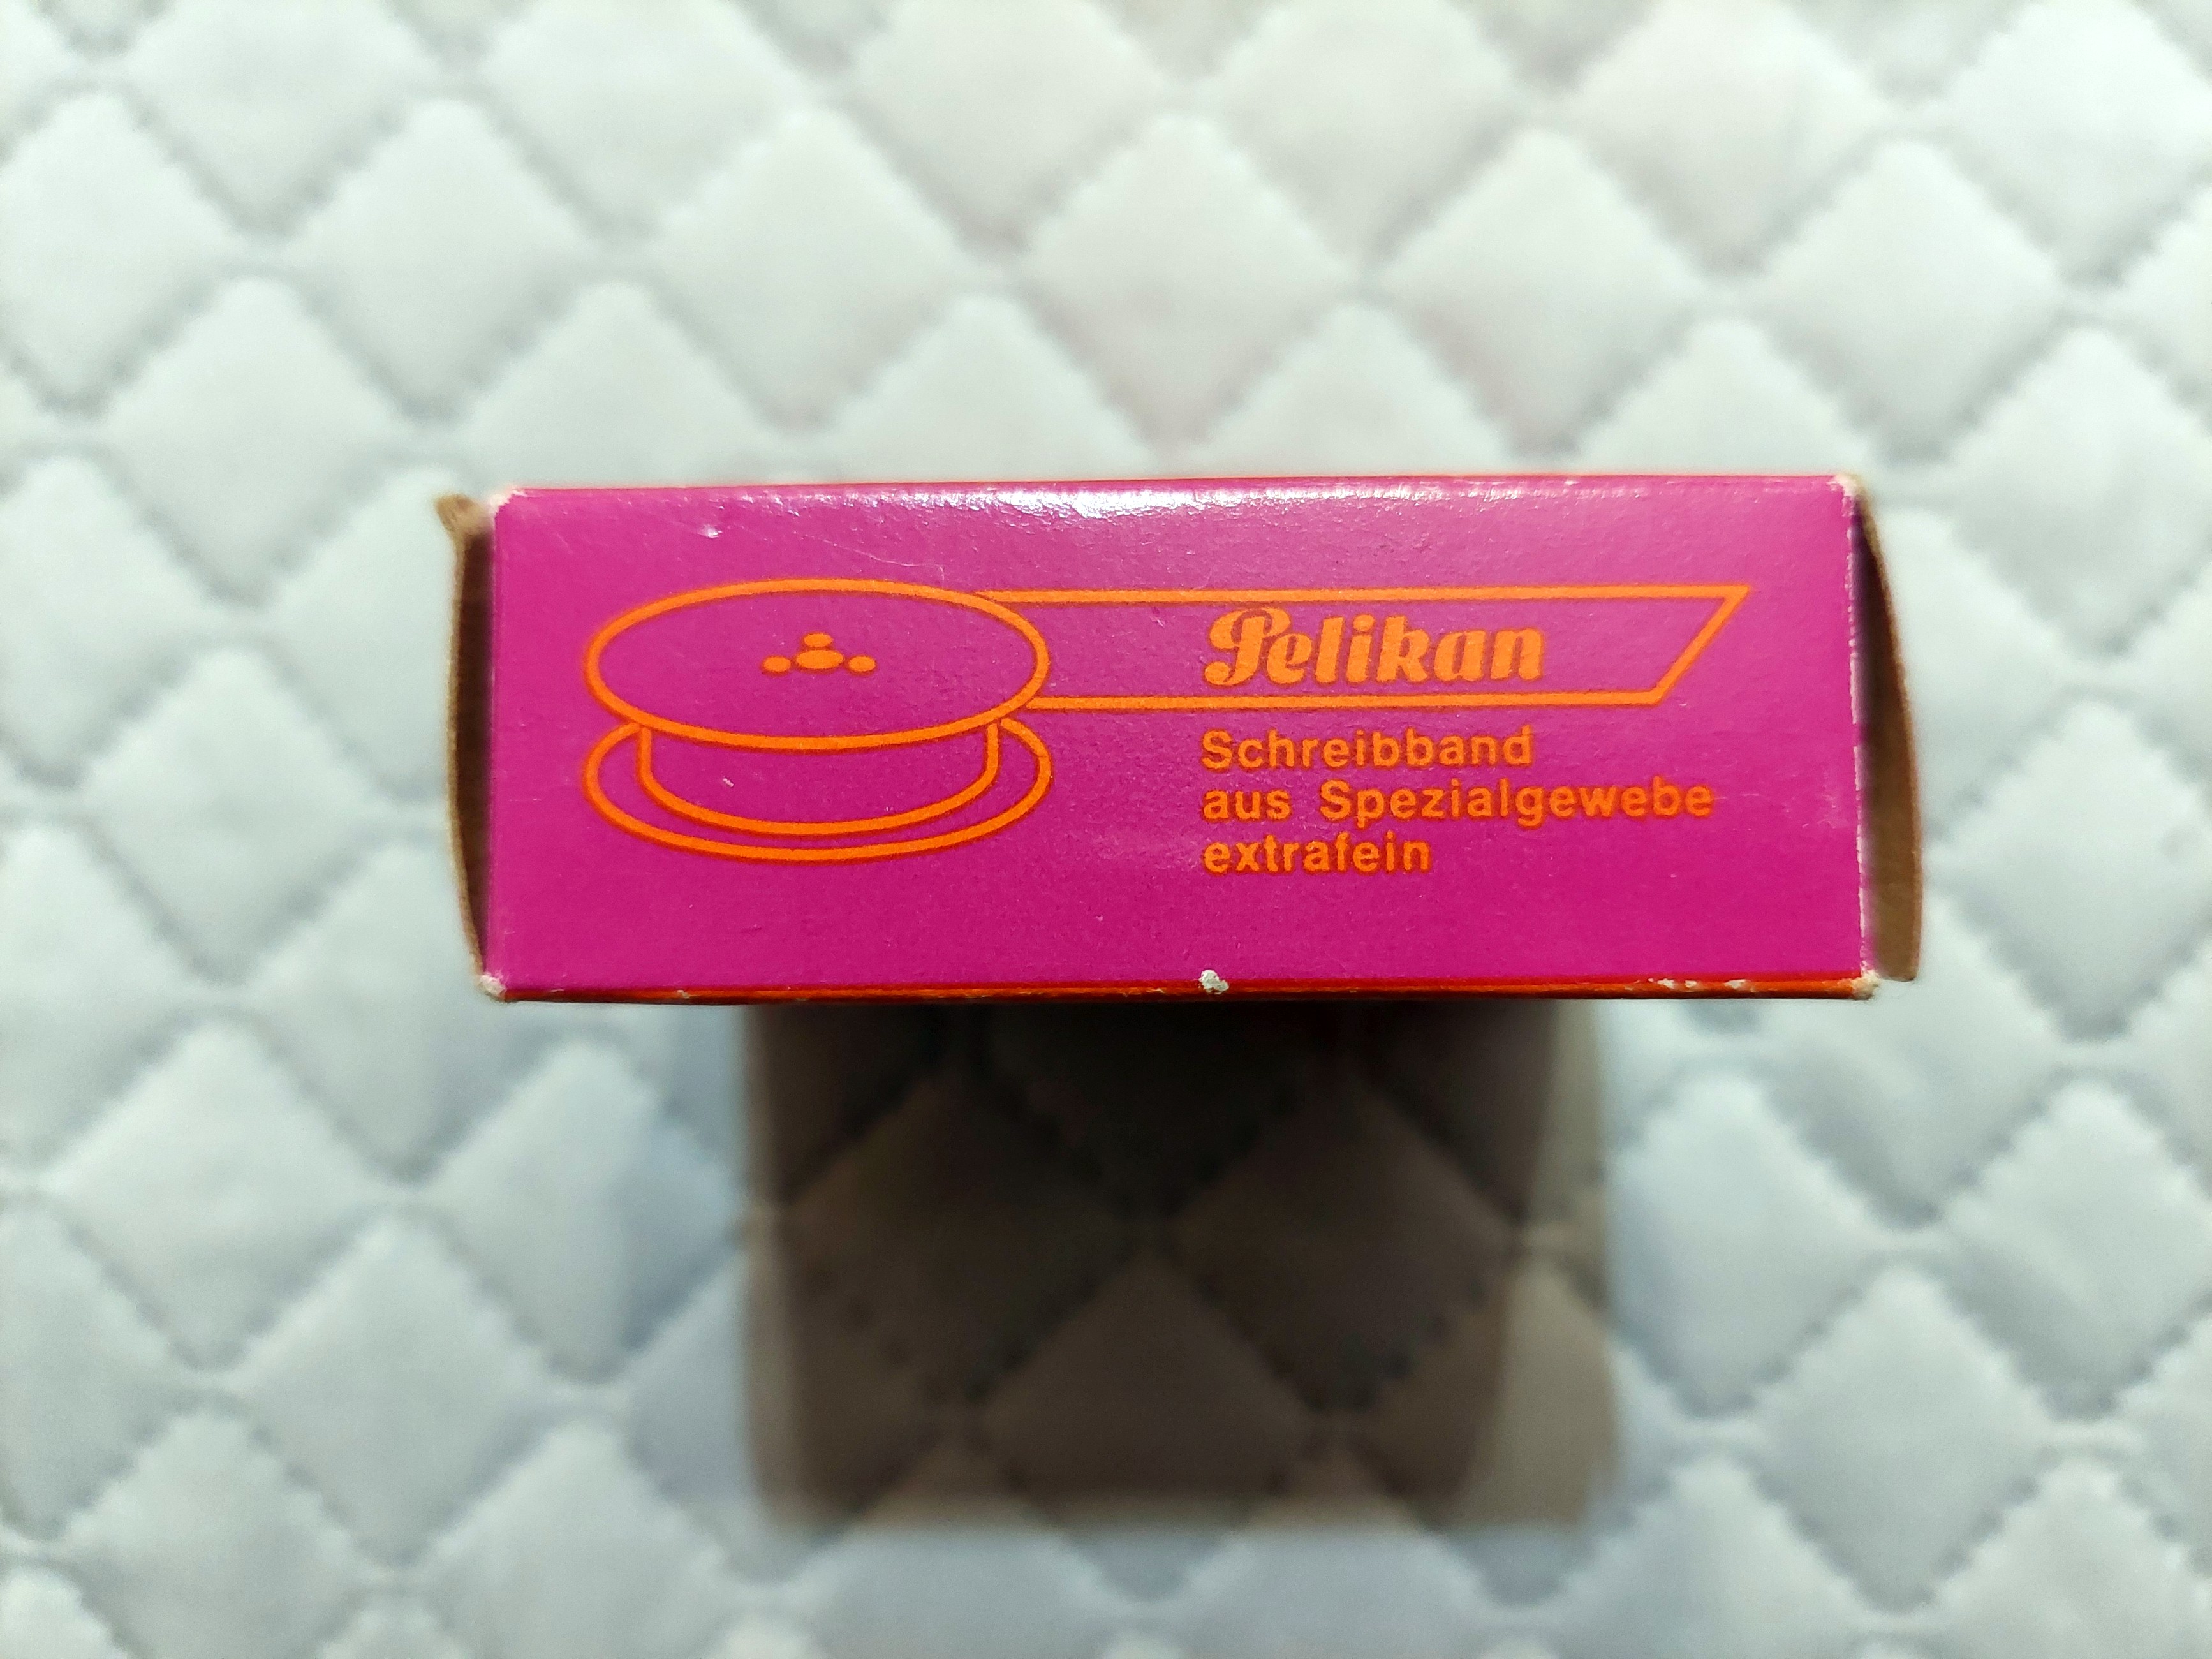 Pelikan
Schreibband
aus Spezialgewebe
extrafein